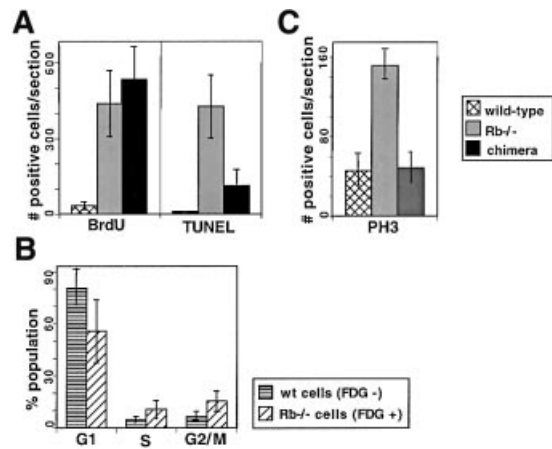 A
# positive cells/section
600
300
0
BrdU
TUNEL
C
# positive cells/section
160
80
0
PH3
wild-type
Rb-/-
chimera
B
% population
90
60
30
0
G1
S
G2/M
wt cells (FDG -)
Rb-/- cells (FDG +)